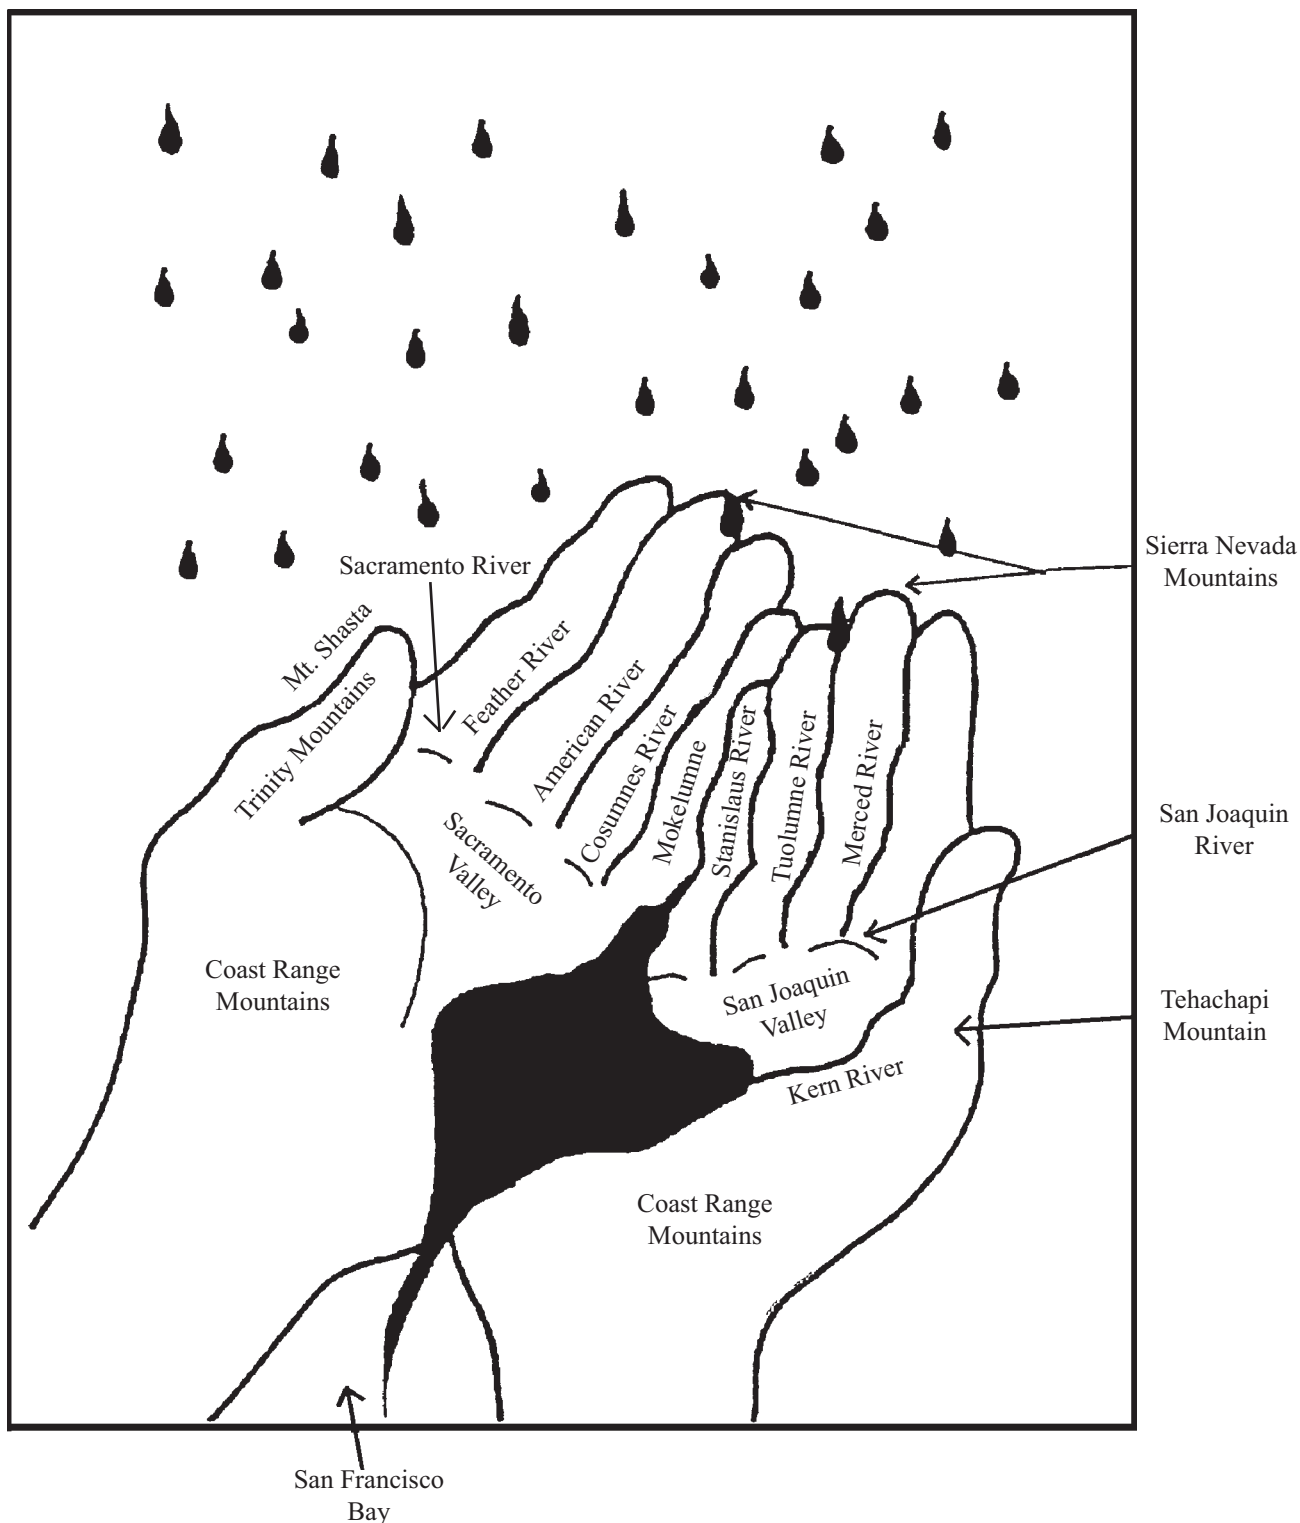 Sierra Nevada
Mountains
Sacramento River
Mt. Shasta
Trinity Mountains
Feather River
American River
Cosumnes River
Mokelumne
Stanislaus River
Tuolumne River
Merced River
San Joaquin
River
Sacramento
Valley
Coast Range
Mountains
San Joaquin
Valley
Tehachapi
Mountain
Kern River
Coast Range
Mountains
San Francisco
Bay